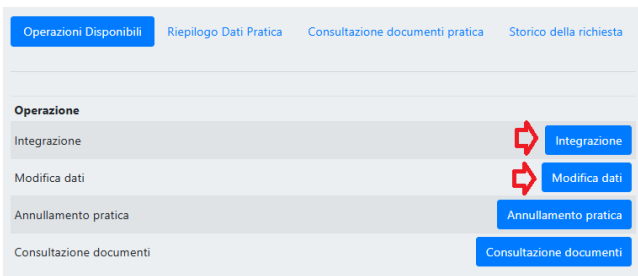 Operazioni Disponibili Riepilogo Dati Pratica Consultazione documenti pratica Storico della richiesta
Operazione
Integrazione Integrazione
Modifica dati Modifica dati
Annullamento pratica Annullamento pratica
Consultazione documenti Consultazione documenti